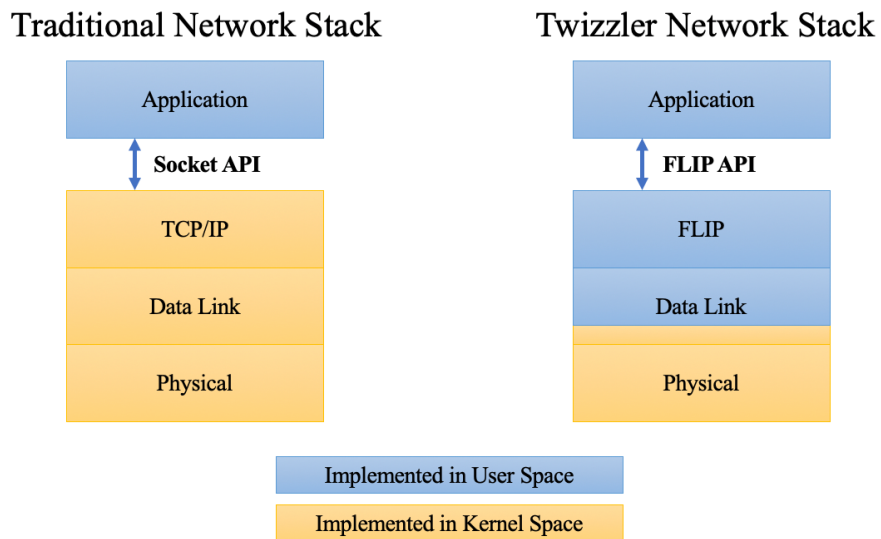 Traditional Network Stack
Application
Socket API
TCP/IP
Data Link
Physical
Twizzler Network Stack
Application
FLIP API
FLIP
Data Link
Physical
Implemented in User Space
Implemented in Kernel Space